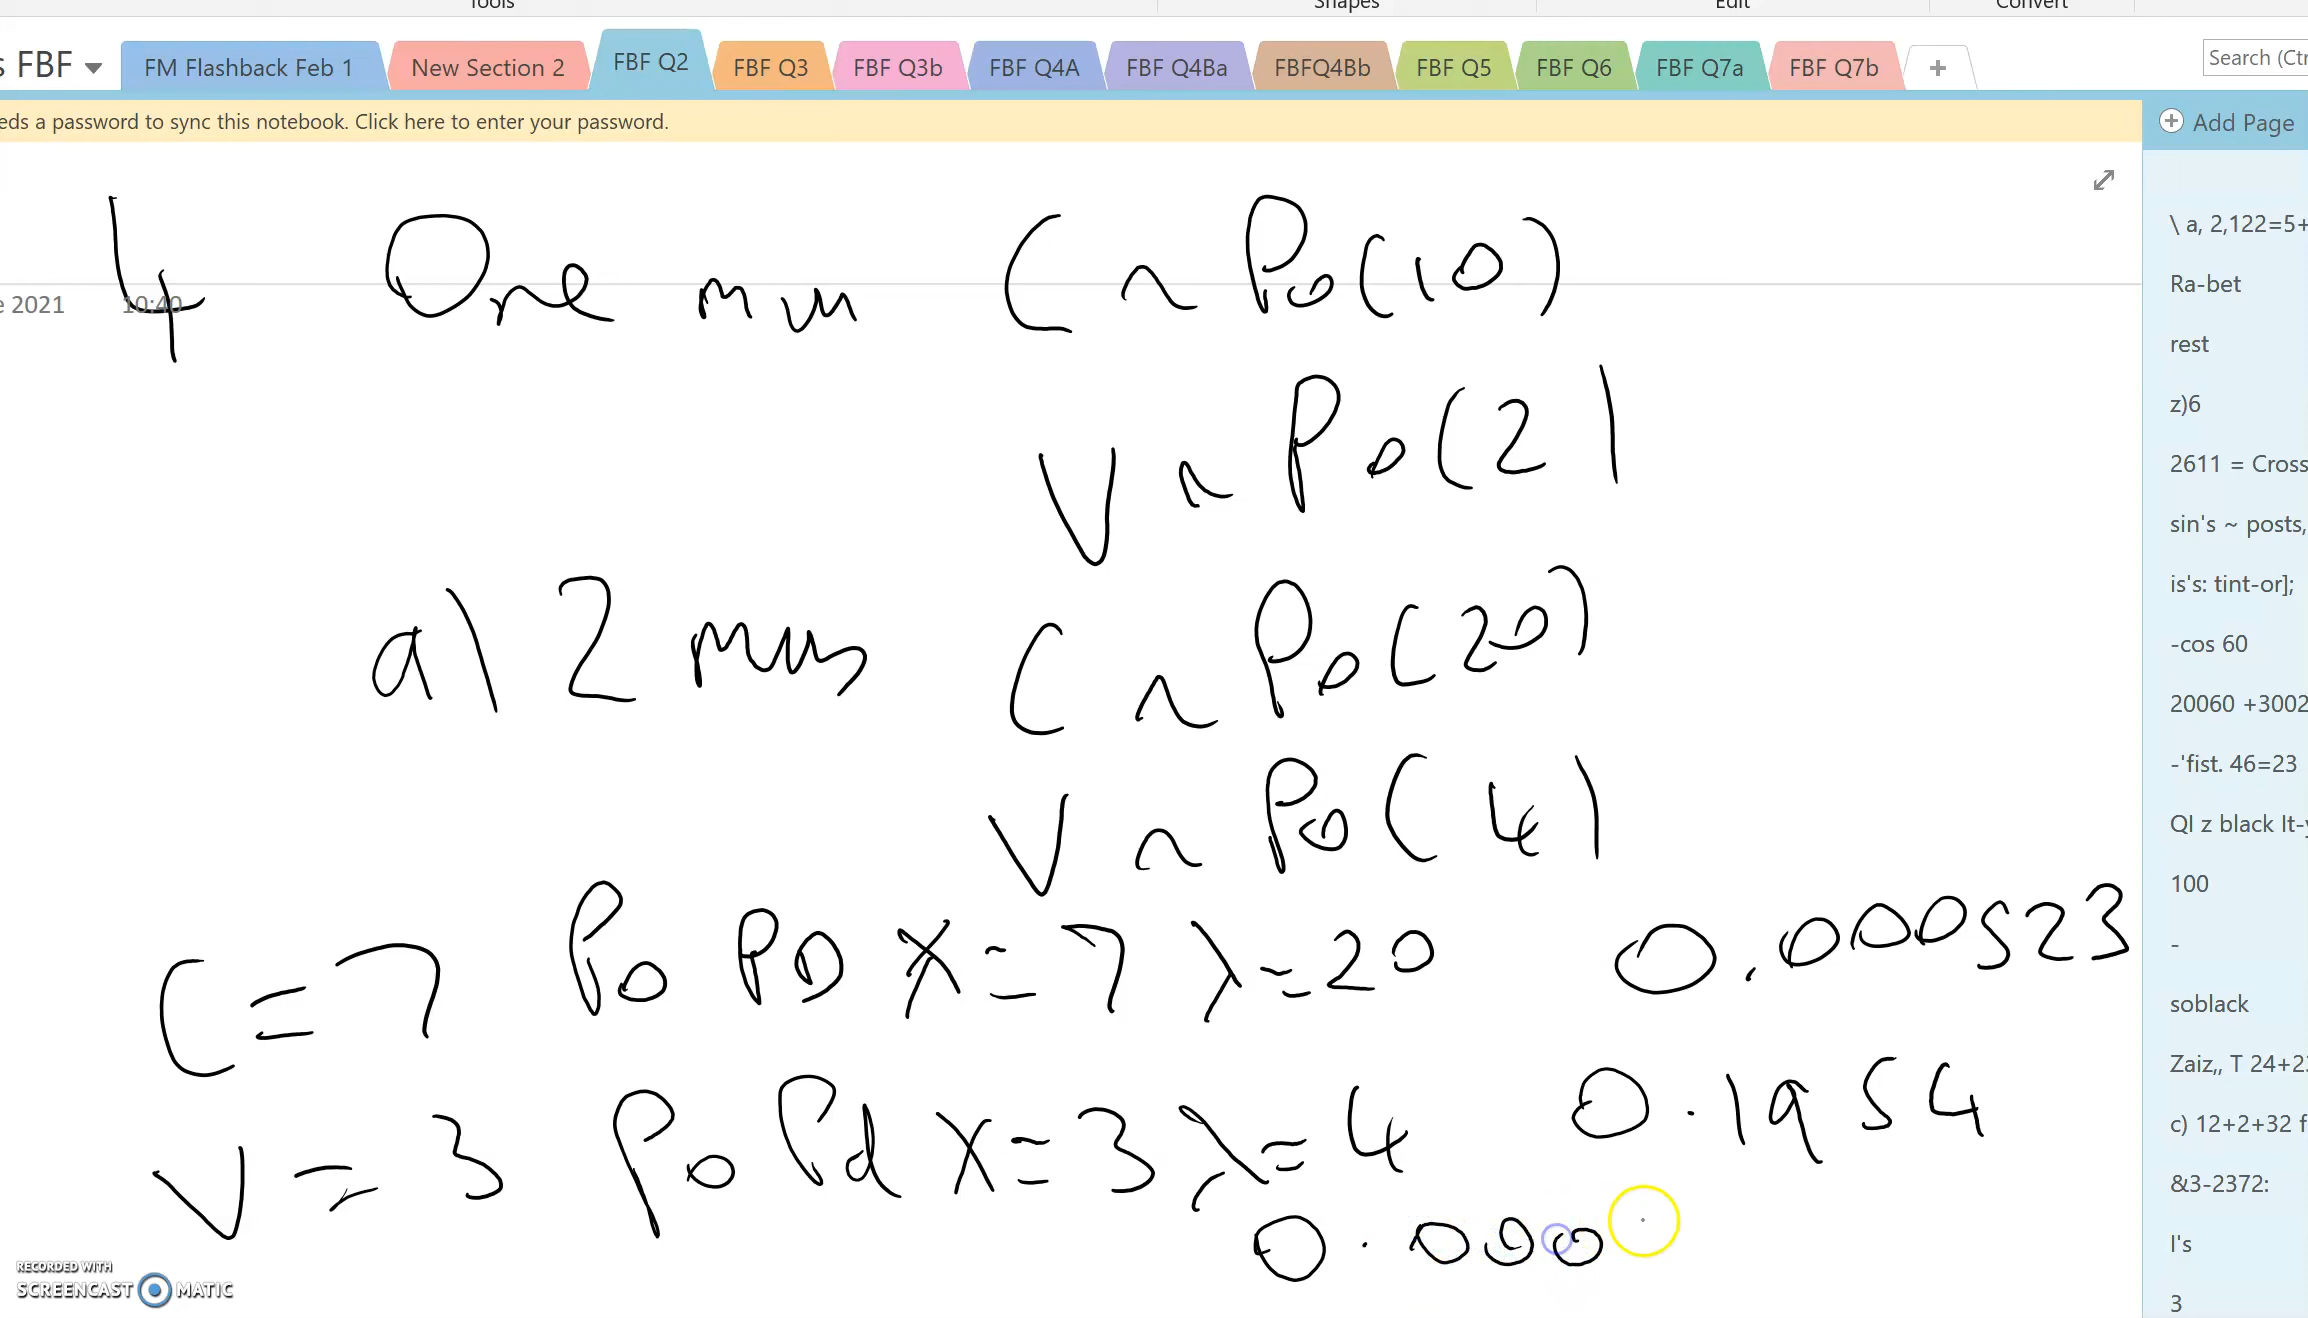 Tools Shapes Edit Convert
s FBF FM Flashback Feb 1 New Section 2 FBF Q2 FBF Q3 FBF Q3b FBF Q4A FBF Q4Ba FBFQ4Bb FBF Q5 FBF Q6 FBF Q7a FBF Q7b + Search (Ctr
eds a password to sync this notebook. Click here to enter your password.
Add Page
4 One min C ~ Po(10)
e 2021 10:40
V ~ Po(2)
a) 2 mins C ~ Po(20)
V ~ Po(4)
C = 7 Po PD x = 7 λ = 20 0.000523
V = 3 Po Pd x = 3 λ = 4 0.1954
0.000
RECORDED WITH
SCREENCAST MATIC
\ a, 2,122=5+
Ra-bet
rest
z)6
2611 = Cross
sin's ~ posts,
is's: tint-or];
-cos 60
20060 +3002
-'fist. 46=23
QI z black It-y
100
-
soblack
Zaiz,, T 24+23
c) 12+2+32 f
&3-2372:
I's
3